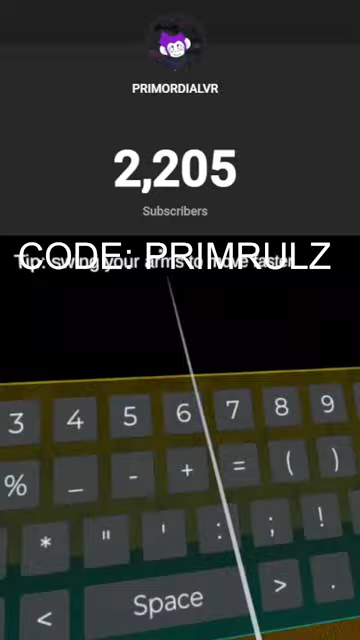 PRIMORDIALVR
2,205
Subscribers
CODE: PRIMRULZ
Tip: swing your arms to move faster
3 4 5 6 7 8 9
% _ - + = ( )
* " ' : ; !
< Space > .